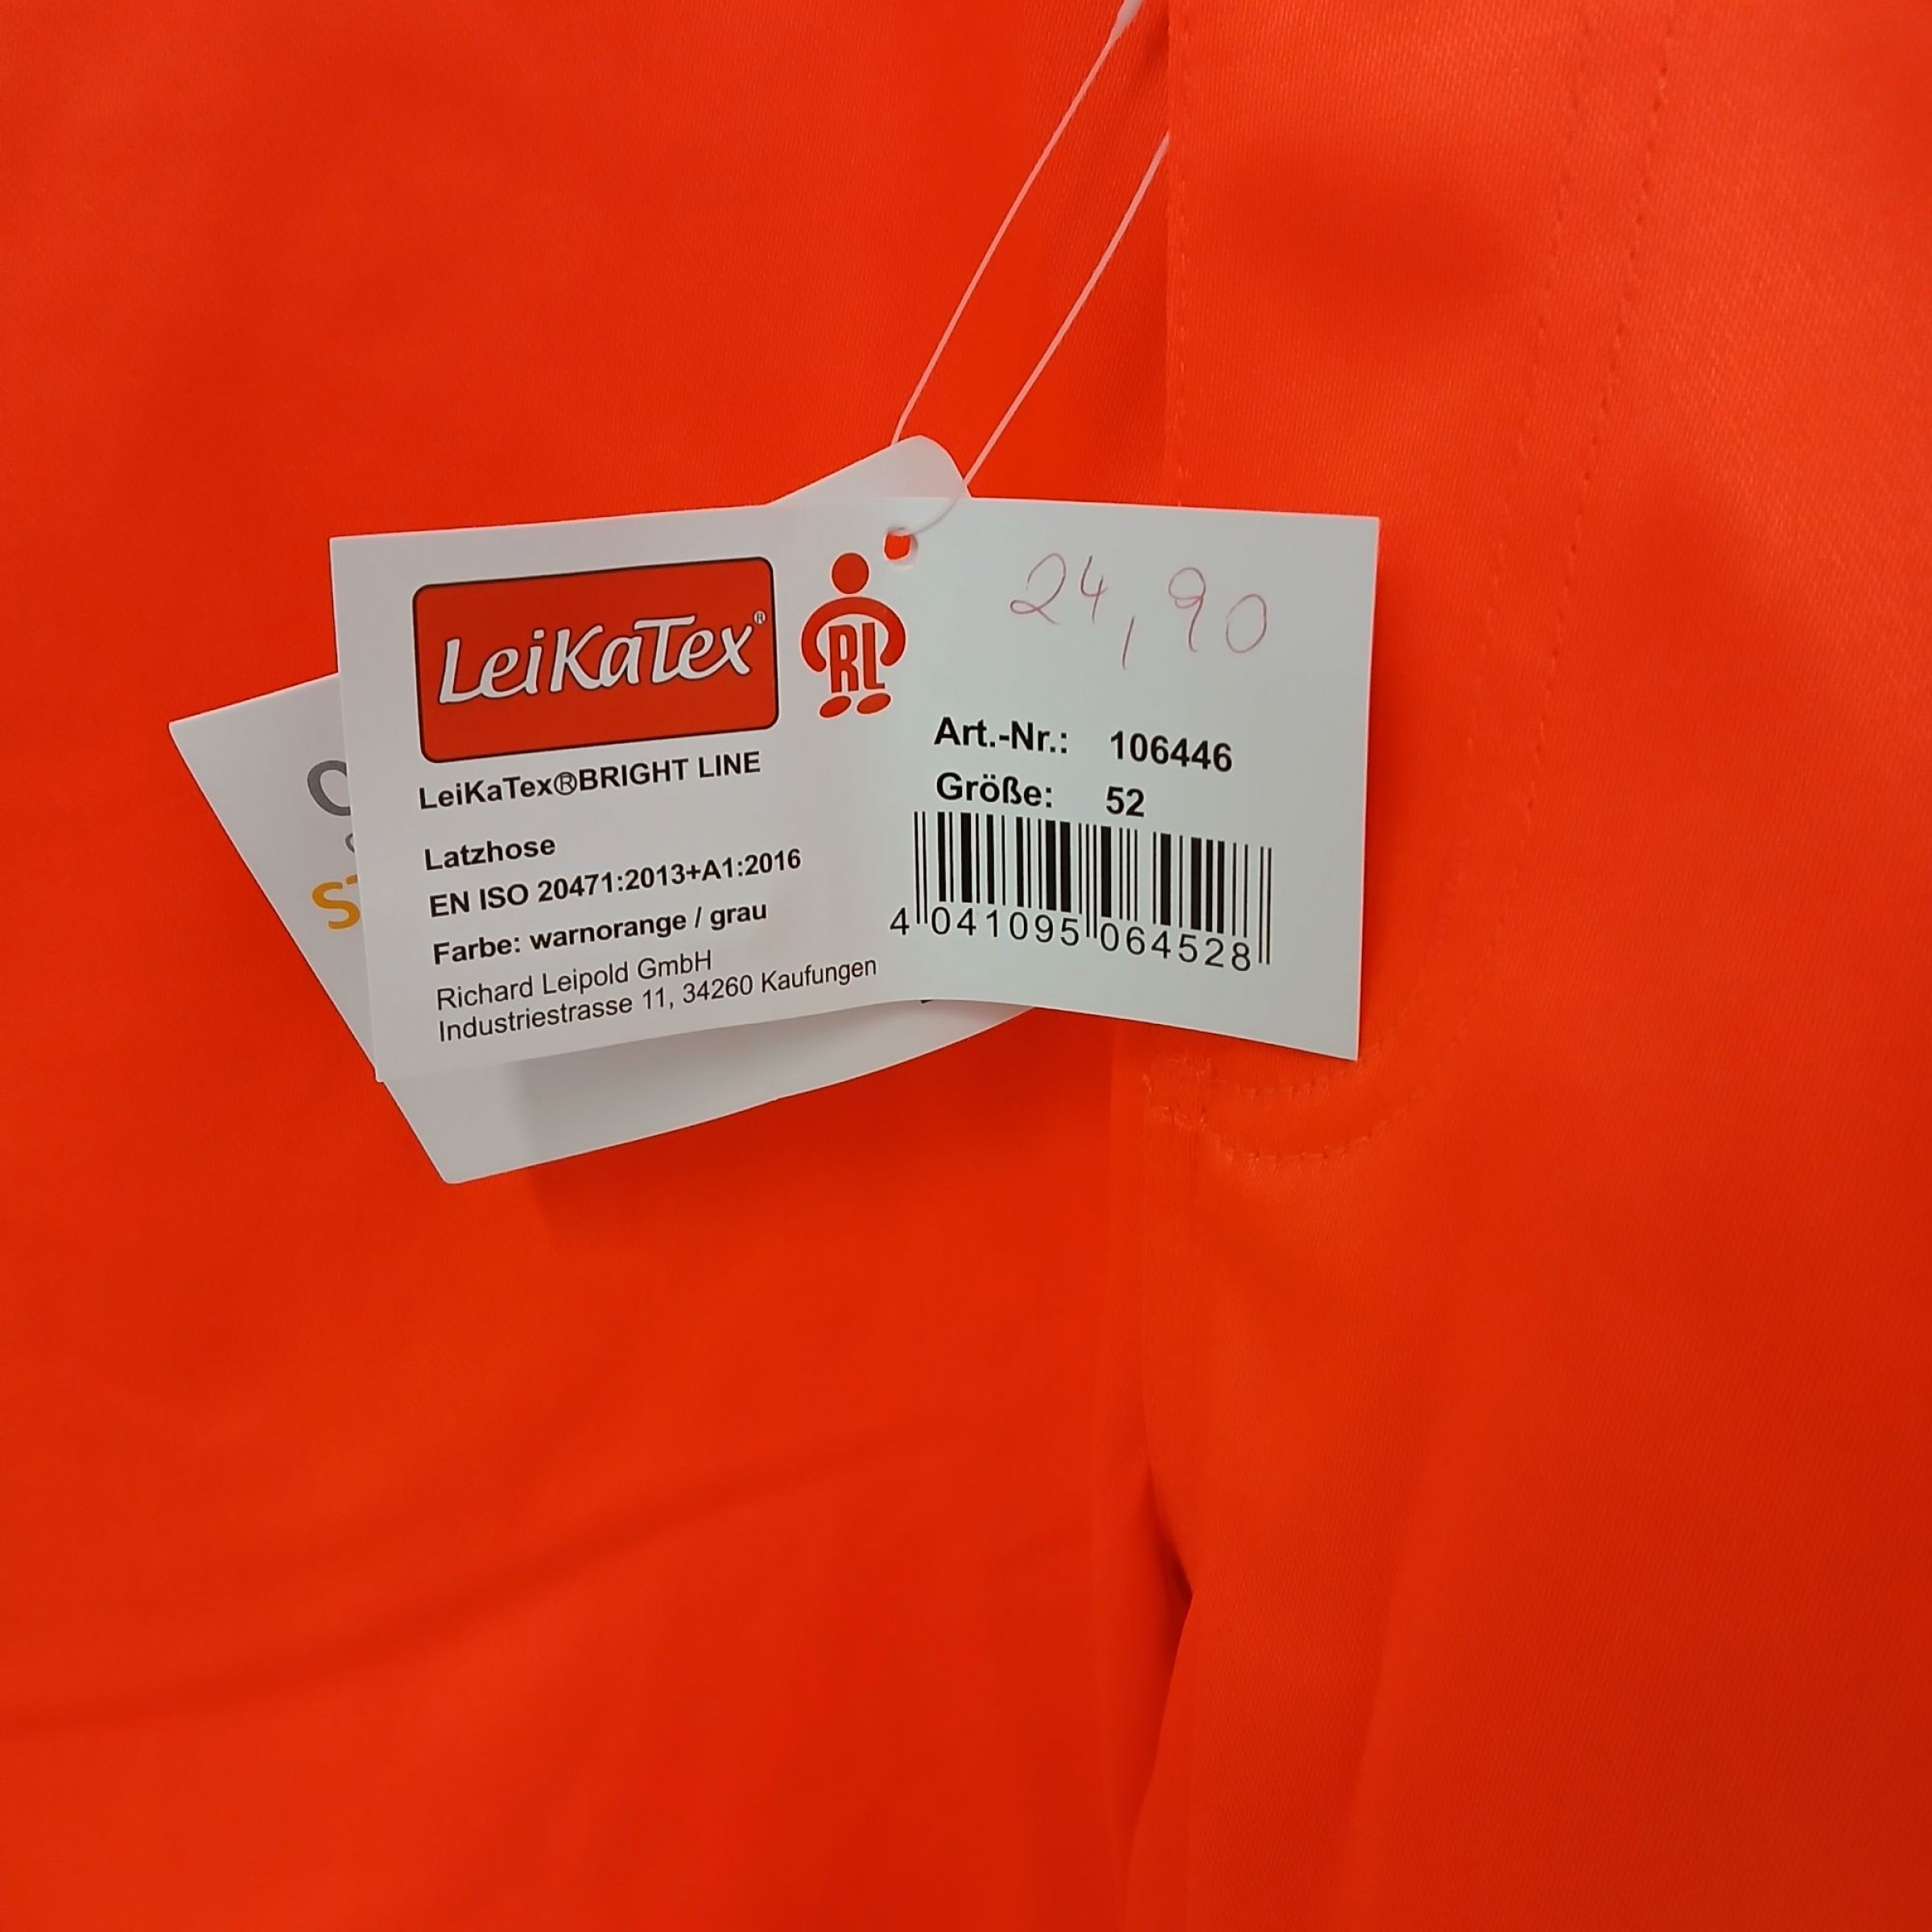 LeiKaTex®
RL
LeiKaTex®BRIGHT LINE
Latzhose
EN ISO 20471:2013+A1:2016
Farbe: warnorange / grau
Richard Leipold GmbH
Industriestrasse 11, 34260 Kaufungen
24,90
Art.-Nr.: 106446
Größe: 52
4 041095 064528